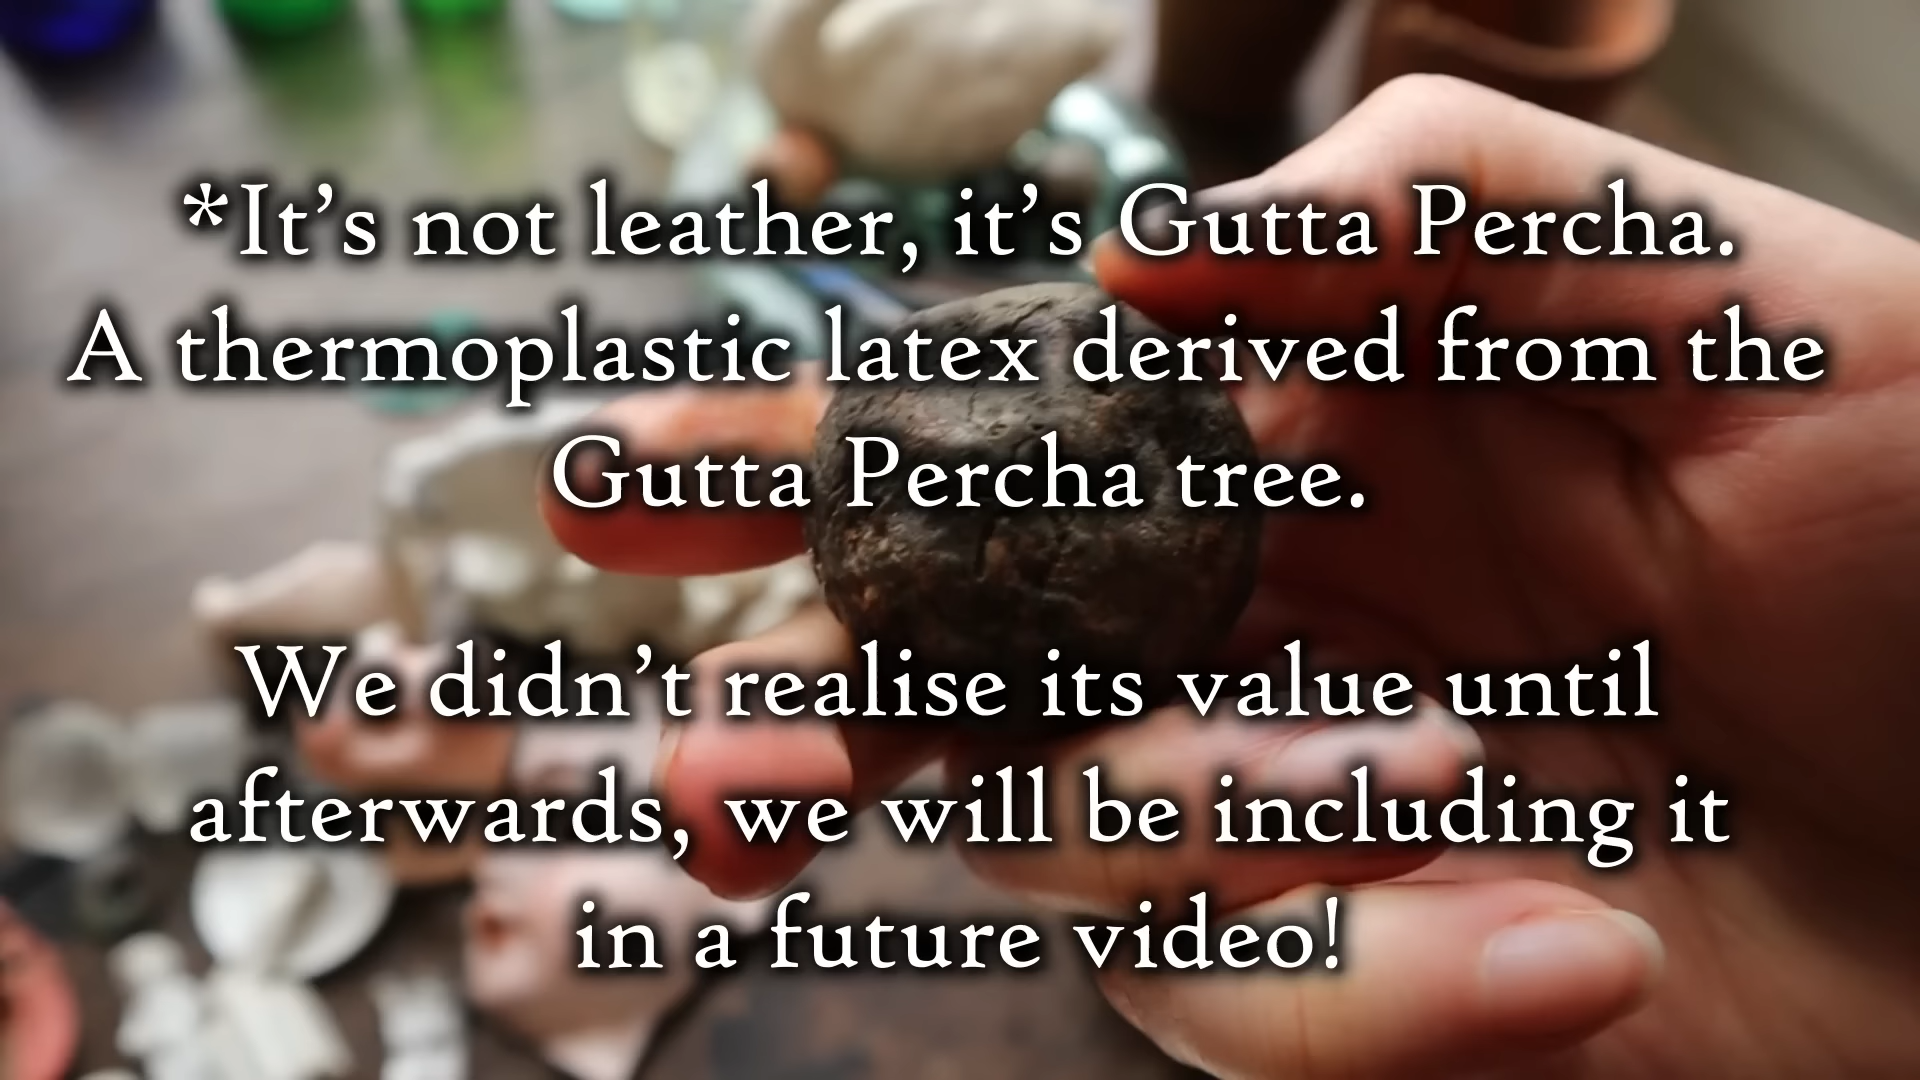 *It's not leather, it's Gutta Percha.
A thermoplastic latex derived from the
Gutta Percha tree.
We didn't realise its value until
afterwards, we will be including it
in a future video!